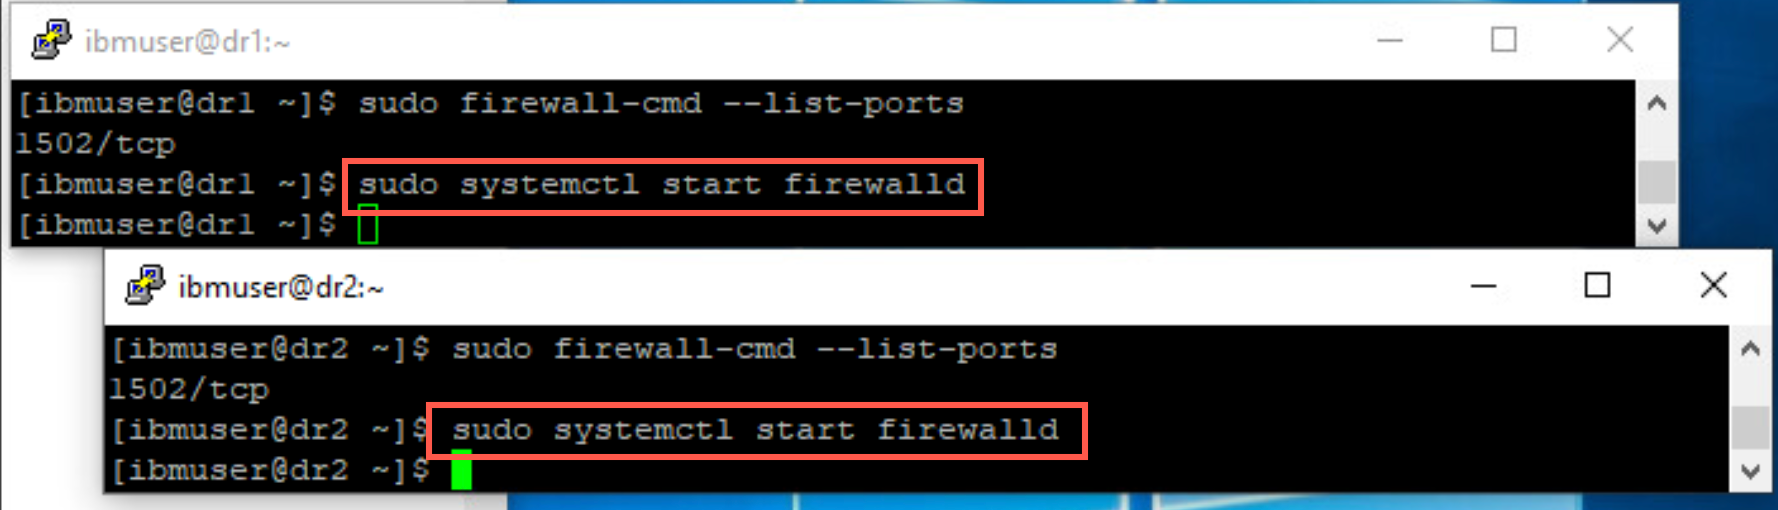 ibmuser@dr1:~
[ibmuser@dr1 ~]$ sudo firewall-cmd --list-ports
1502/tcp
[ibmuser@dr1 ~]$ sudo systemctl start firewalld
[ibmuser@dr1 ~]$
ibmuser@dr2:~
[ibmuser@dr2 ~]$ sudo firewall-cmd --list-ports
1502/tcp
[ibmuser@dr2 ~]$ sudo systemctl start firewalld
[ibmuser@dr2 ~]$